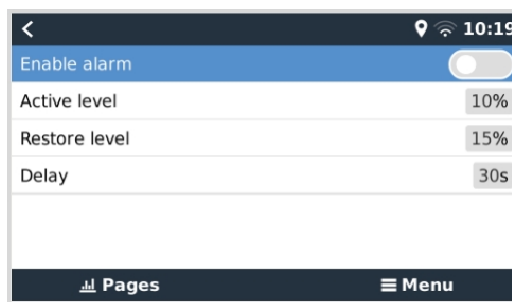 10:19
Enable alarm
Active level 10%
Restore level 15%
Delay 30s
Pages Menu